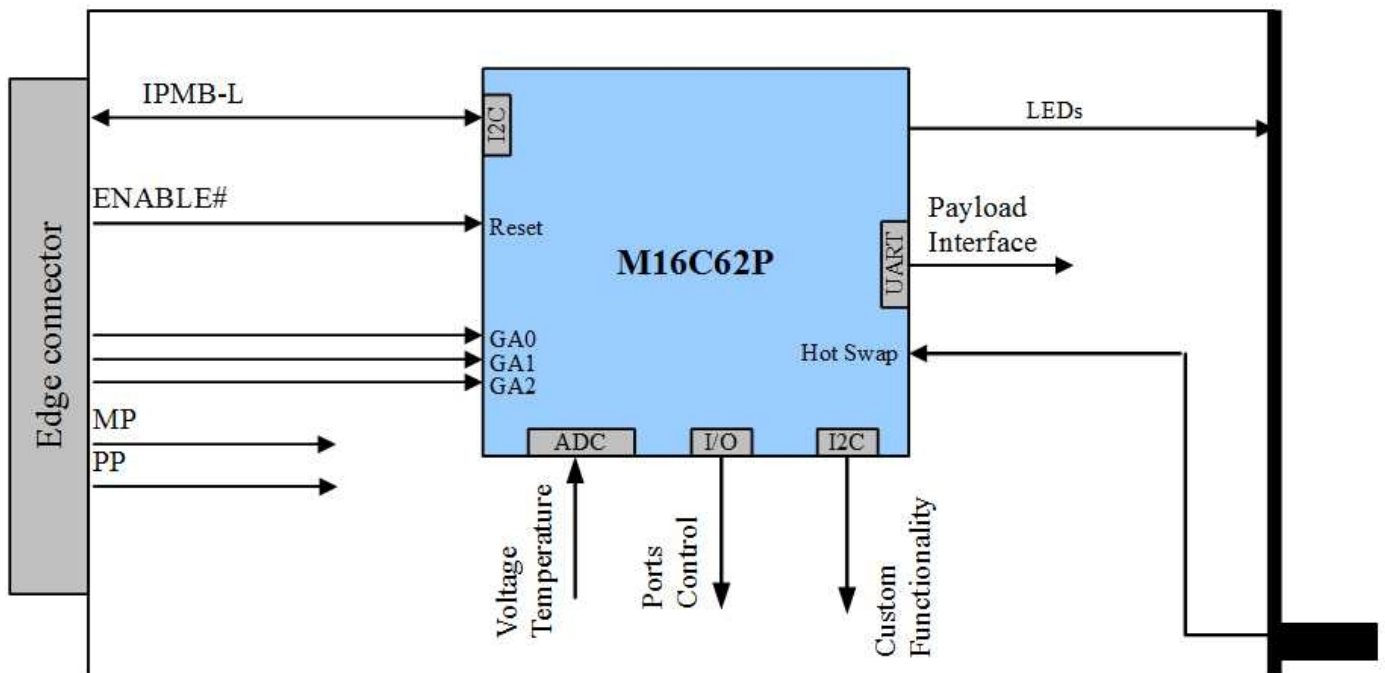 IPMB-L
ENABLE#
Edge connector
MP
PP
I2C
Reset
GA0
GA1
GA2
M16C62P
LEDs
UART
Payload
Interface
Hot Swap
ADC
I/O
I2C
Voltage
Temperature
Ports
Control
Custom
Functionality